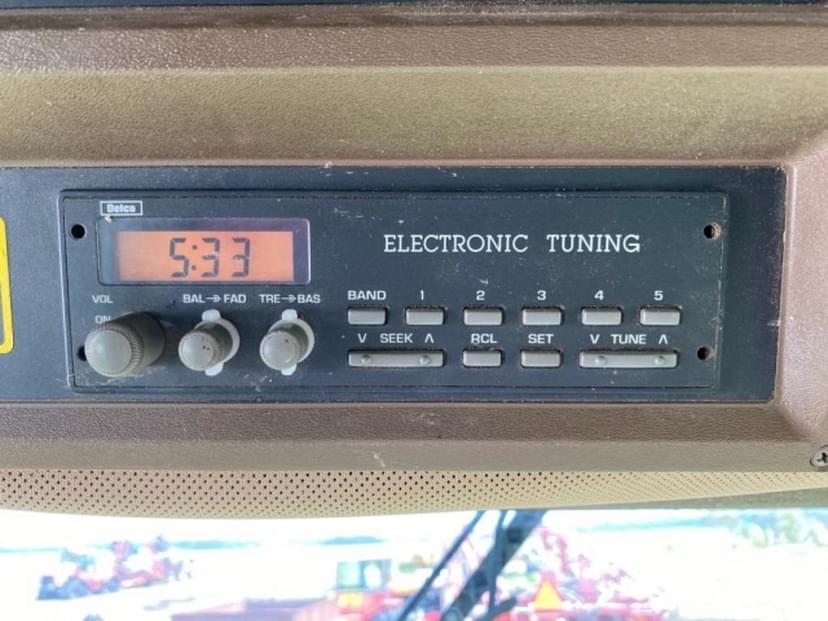 Delco
5:33
ELECTRONIC TUNING
VOL
BAL FAD
TRE BAS
ON
BAND 1 2 3 4 5
V SEEK Λ RCL SET V TUNE Λ